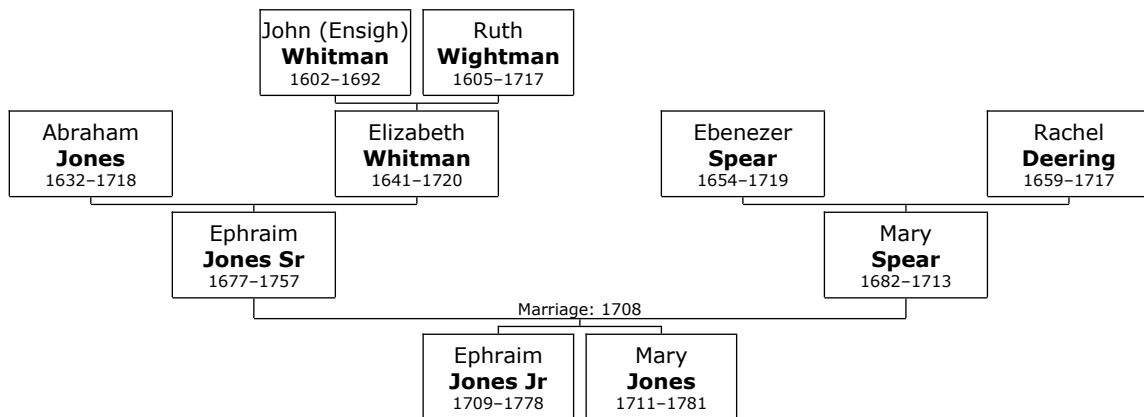 John (Ensigh)
Whitman
1602–1692
Ruth
Wightman
1605–1717
Abraham
Jones
1632–1718
Elizabeth
Whitman
1641–1720
Ebenezer
Spear
1654–1719
Rachel
Deering
1659–1717
Ephraim
Jones Sr
1677–1757
Mary
Spear
1682–1713
Marriage: 1708
Ephraim
Jones Jr
1709–1778
Mary
Jones
1711–1781